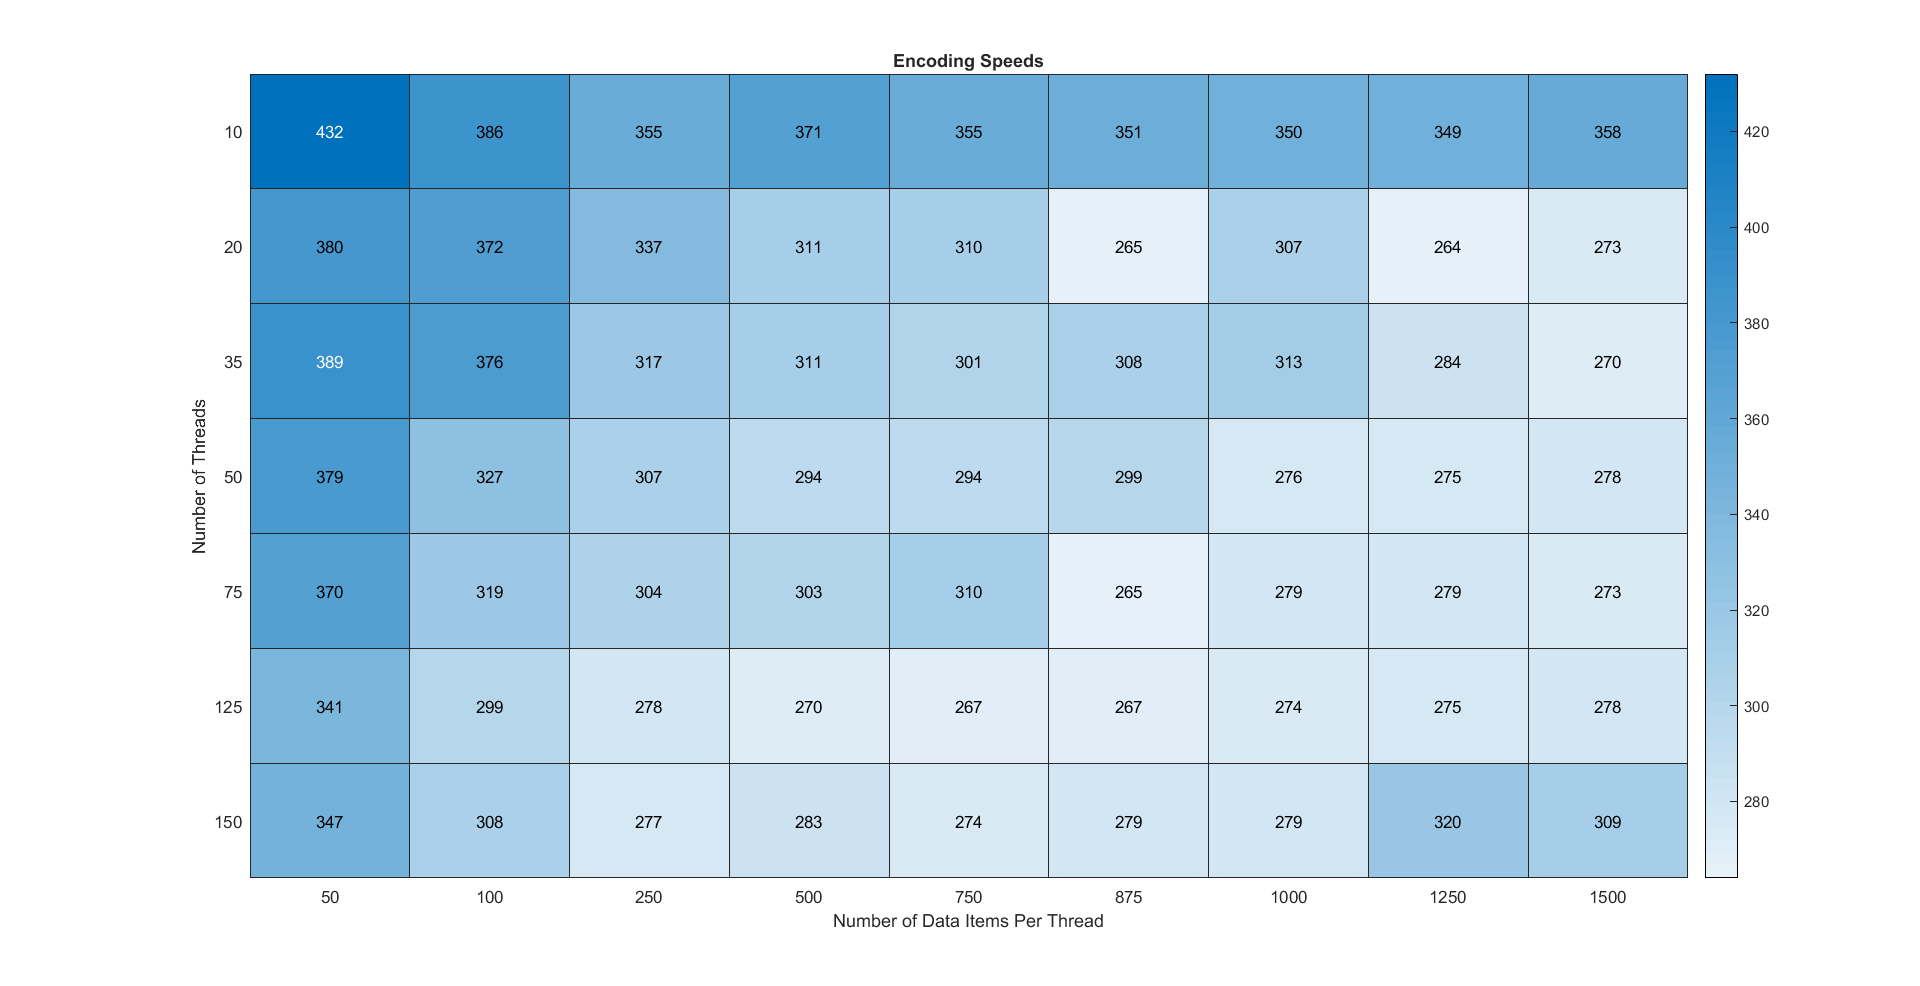 Encoding Speeds
10 432 386 355 371 355 351 350 349 358
20 380 372 337 311 310 265 307 264 273
35 389 376 317 311 301 308 313 284 270
50 379 327 307 294 294 299 276 275 278
75 370 319 304 303 310 265 279 279 273
125 341 299 278 270 267 267 274 275 278
150 347 308 277 283 274 279 279 320 309
50 100 250 500 750 875 1000 1250 1500
Number of Data Items Per Thread
Number of Threads
420
400
380
360
340
320
300
280